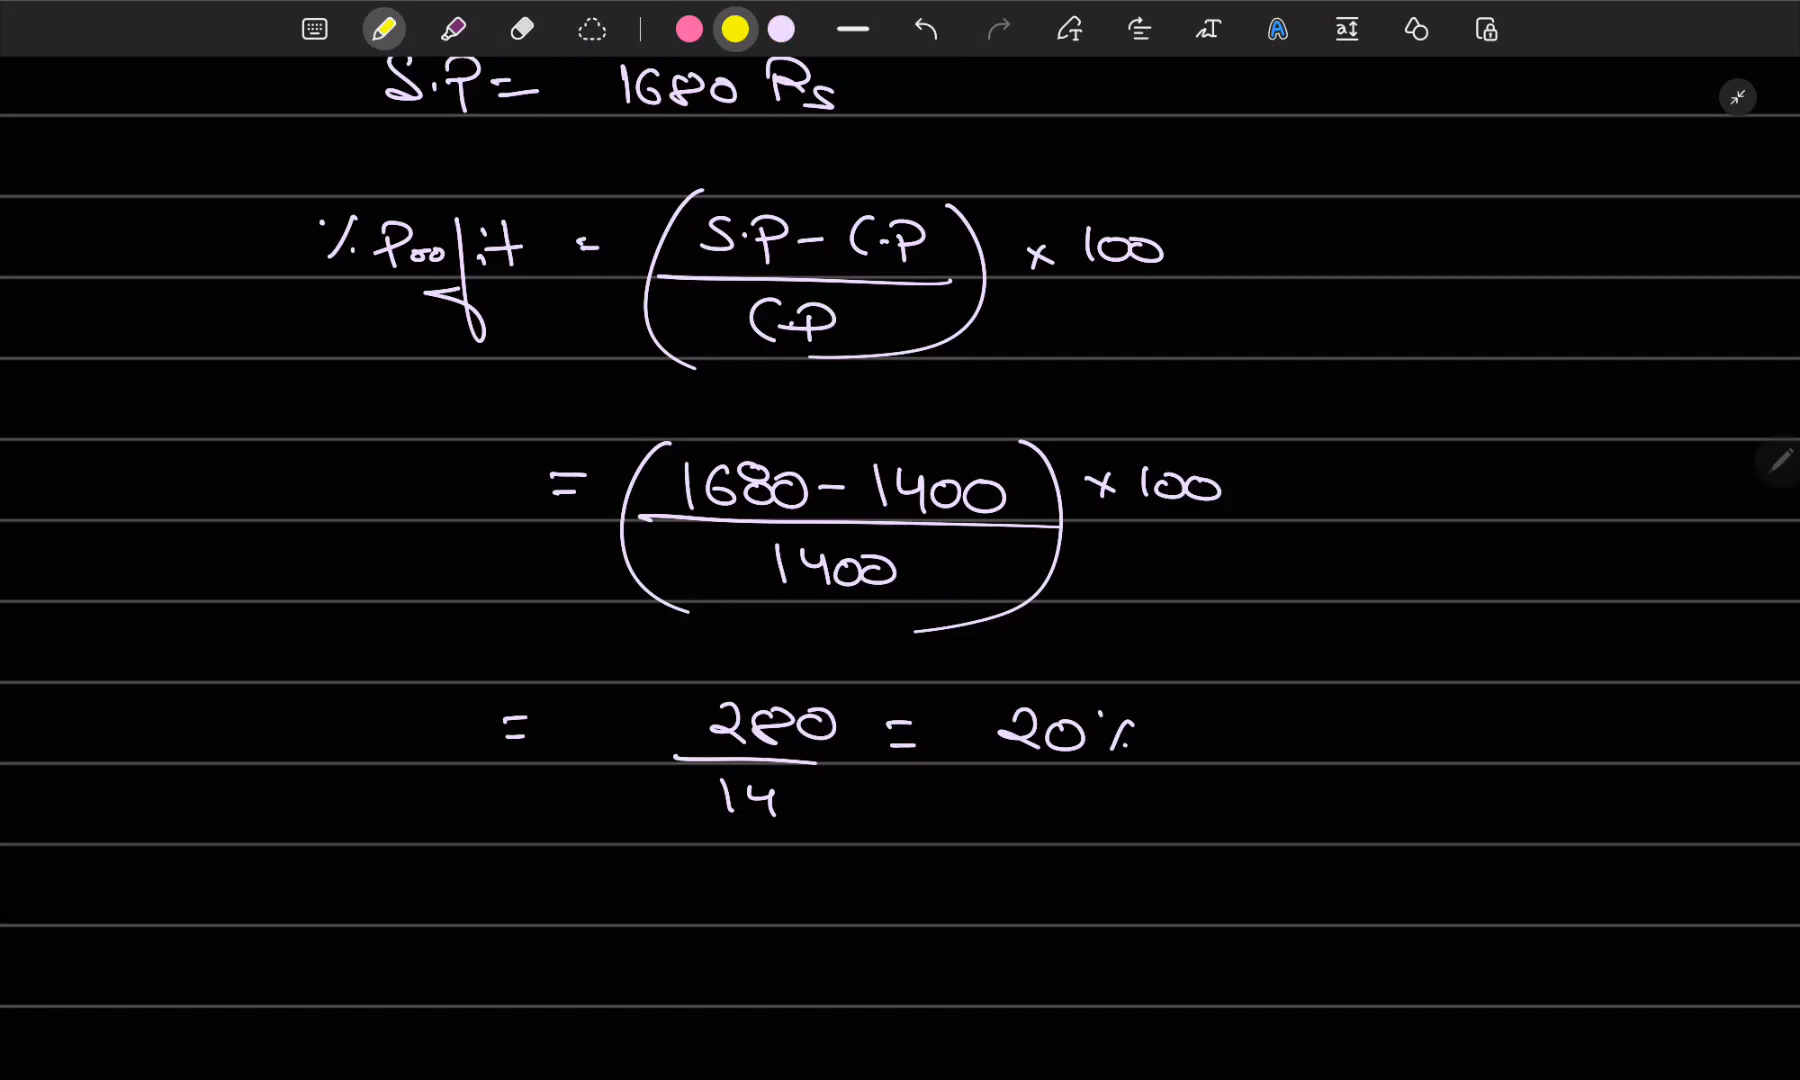 S.P = 1680 Rs
% Profit = (S.P - C.P / C.P) × 100
= (1680 - 1400 / 1400) × 100
= 280 / 14 = 20%